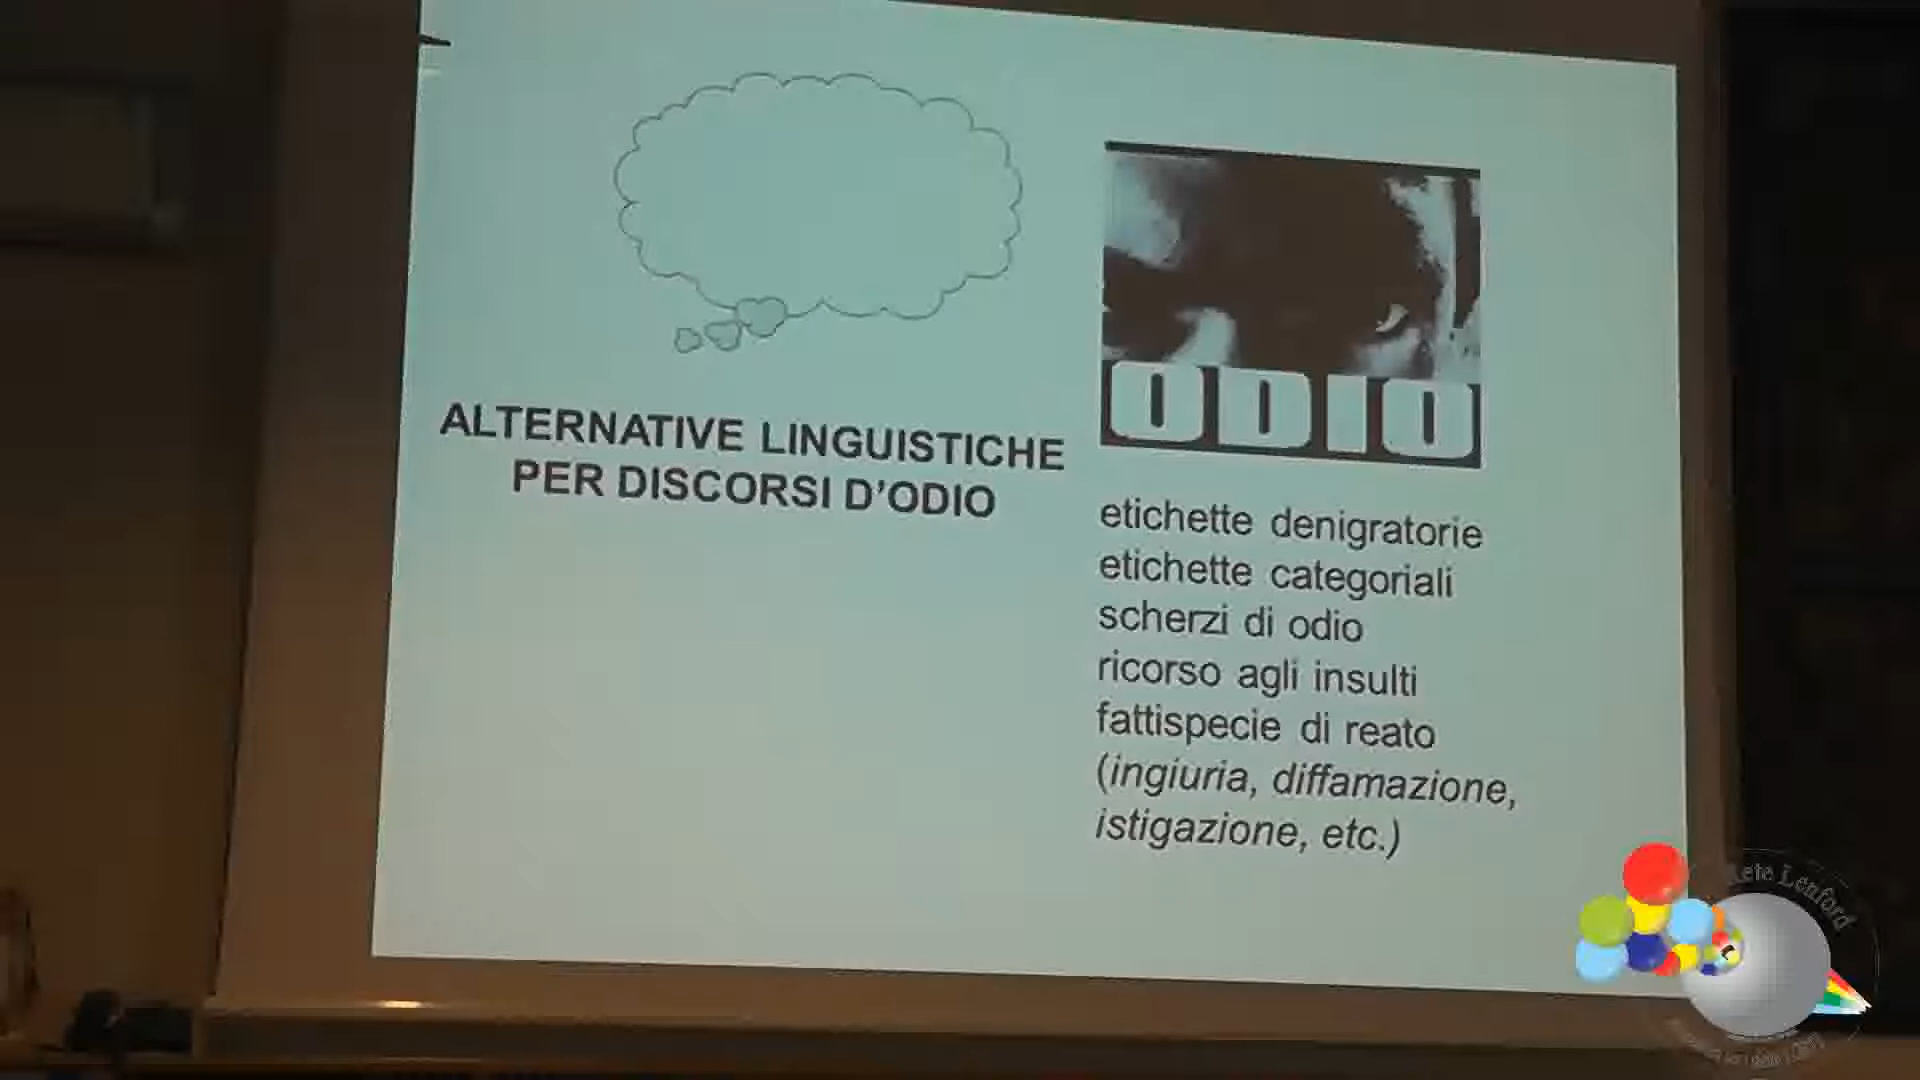 ALTERNATIVE LINGUISTICHE
PER DISCORSI D'ODIO
ODIO
etichette denigratorie
etichette categoriali
scherzi di odio
ricorso agli insulti
fattispecie di reato
(ingiuria, diffamazione,
istigazione, etc.)
Rete Lenford